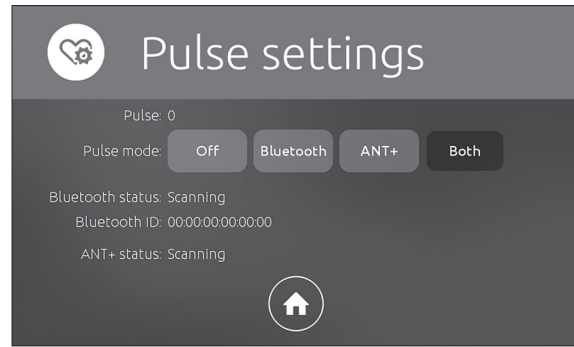 Pulse settings
Pulse: 0
Pulse mode: Off Bluetooth ANT+ Both
Bluetooth status: Scanning
Bluetooth ID: 00:00:00:00:00:00
ANT+ status: Scanning